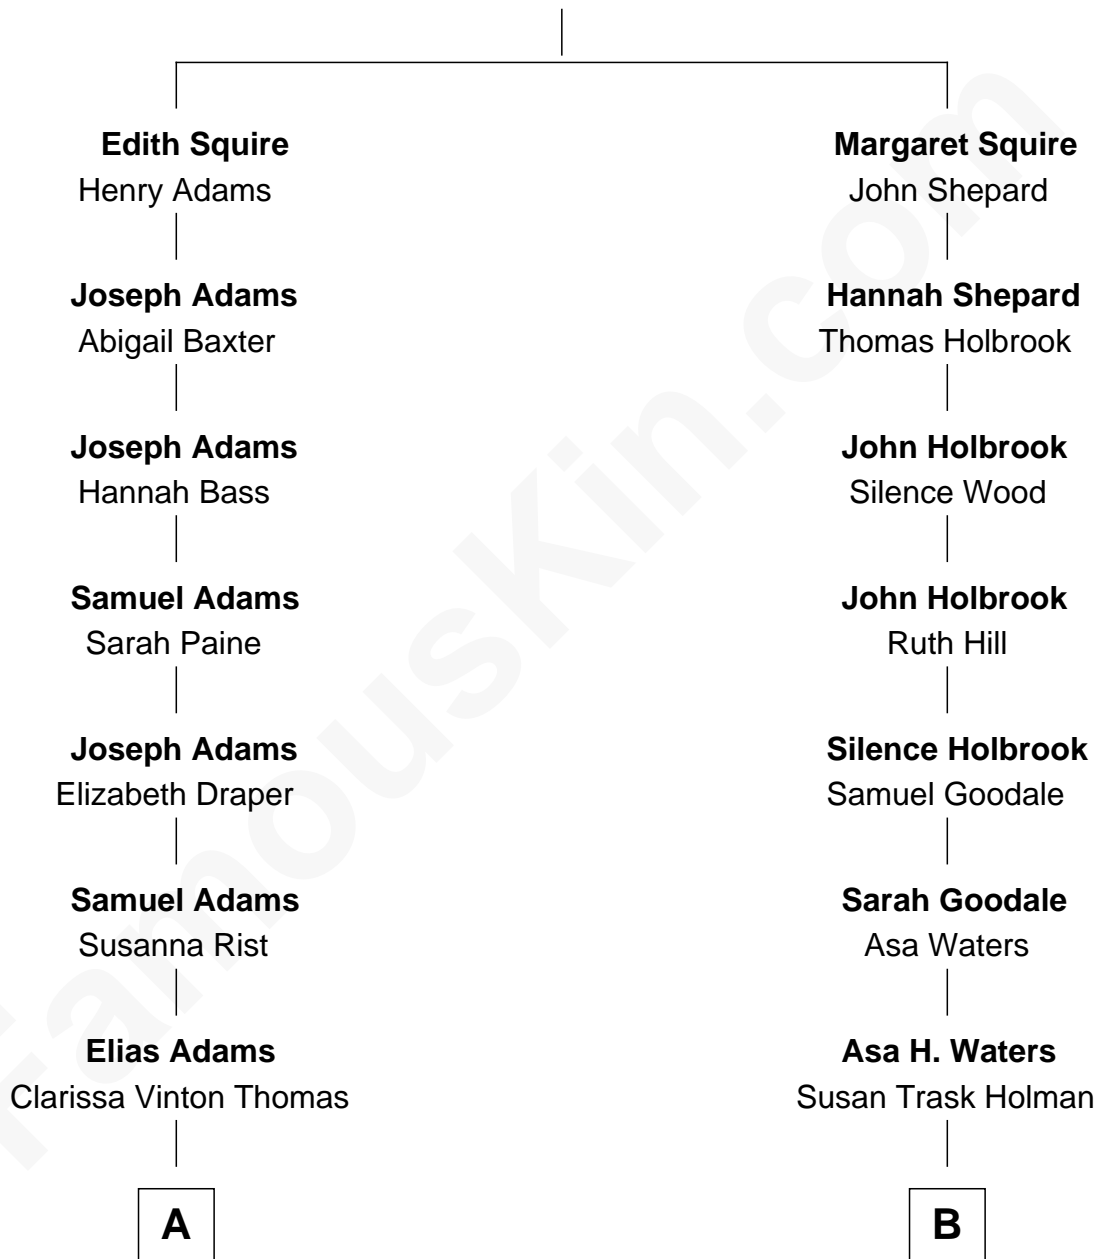 Edith Squire
Henry Adams
Joseph Adams
Abigail Baxter
Joseph Adams
Hannah Bass
Samuel Adams
Sarah Paine
Joseph Adams
Elizabeth Draper
Samuel Adams
Susanna Rist
Elias Adams
Clarissa Vinton Thomas
A
Margaret Squire
John Shepard
Hannah Shepard
Thomas Holbrook
John Holbrook
Silence Wood
John Holbrook
Ruth Hill
Silence Holbrook
Samuel Goodale
Sarah Goodale
Asa Waters
Asa H. Waters
Susan Trask Holman
B
FamousKin.com